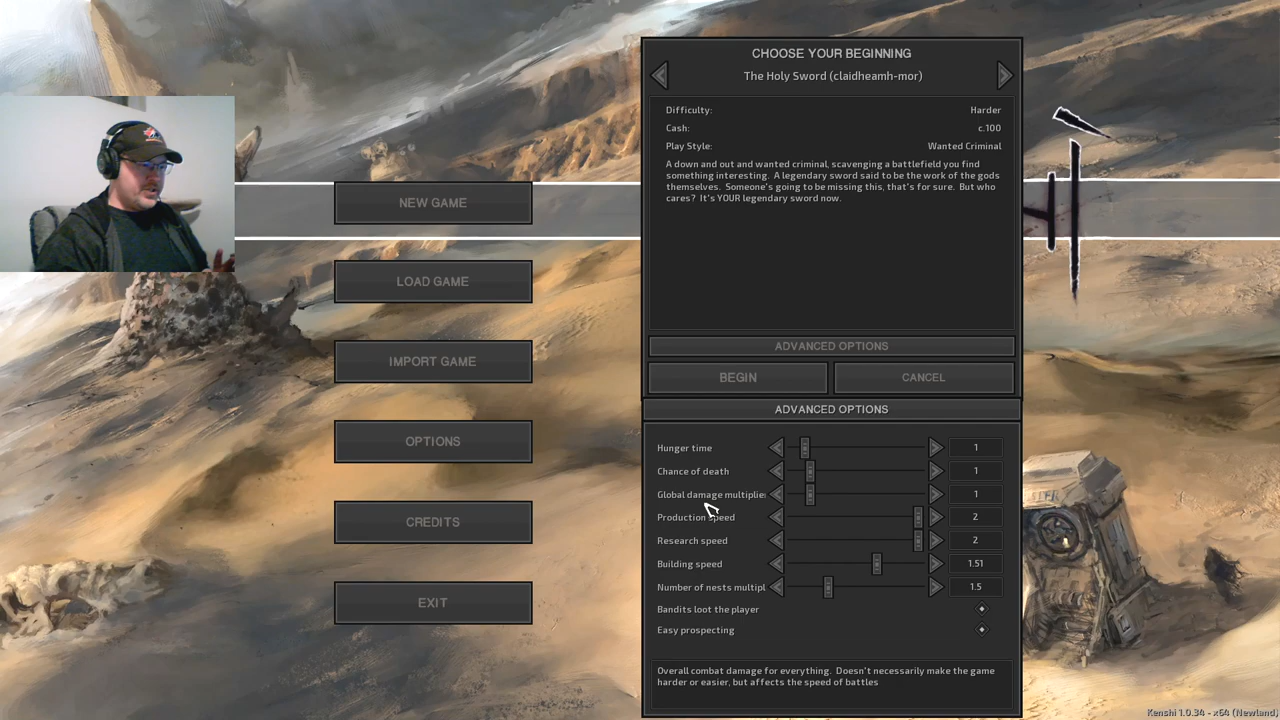 CHOOSE YOUR BEGINNING
The Holy Sword (claidheamh-mor)
Difficulty: Harder
Cash: c.100
Play Style: Wanted Criminal
A down and out and wanted criminal, scavenging a battlefield you find
something interesting. A legendary sword said to be the work of the gods
themselves. Someone's going to be missing this, that's for sure. But who
cares? It's YOUR legendary sword now.
ADVANCED OPTIONS
BEGIN
CANCEL
NEW GAME
LOAD GAME
IMPORT GAME
OPTIONS
CREDITS
EXIT
ADVANCED OPTIONS
Hunger time 1
Chance of death 1
Global damage multiplier 1
Production speed 2
Research speed 2
Building speed 1.51
Number of nests multipl 1.5
Bandits loot the player
Easy prospecting
Overall combat damage for everything. Doesn't necessarily make the game
harder or easier, but affects the speed of battles
Kenshi 1.0.34 - x64 (Newland)